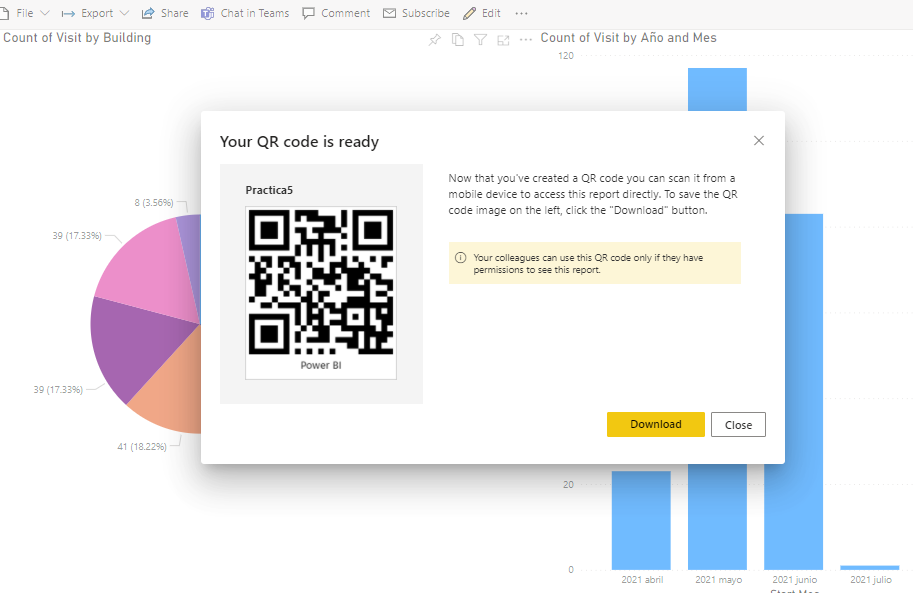 File
Export
Share
Chat in Teams
Comment
Subscribe
Edit
Count of Visit by Building
Count of Visit by Año and Mes
120
Your QR code is ready
Practica5
Power BI
Now that you've created a QR code you can scan it from a
mobile device to access this report directly. To save the QR
code image on the left, click the "Download" button.
Your colleagues can use this QR code only if they have
permissions to see this report.
Download
Close
8 (3.56%)
39 (17.33%)
39 (17.33%)
41 (18.22%)
20
0
2021 abril
2021 mayo
2021 junio
2021 julio
Start Mes